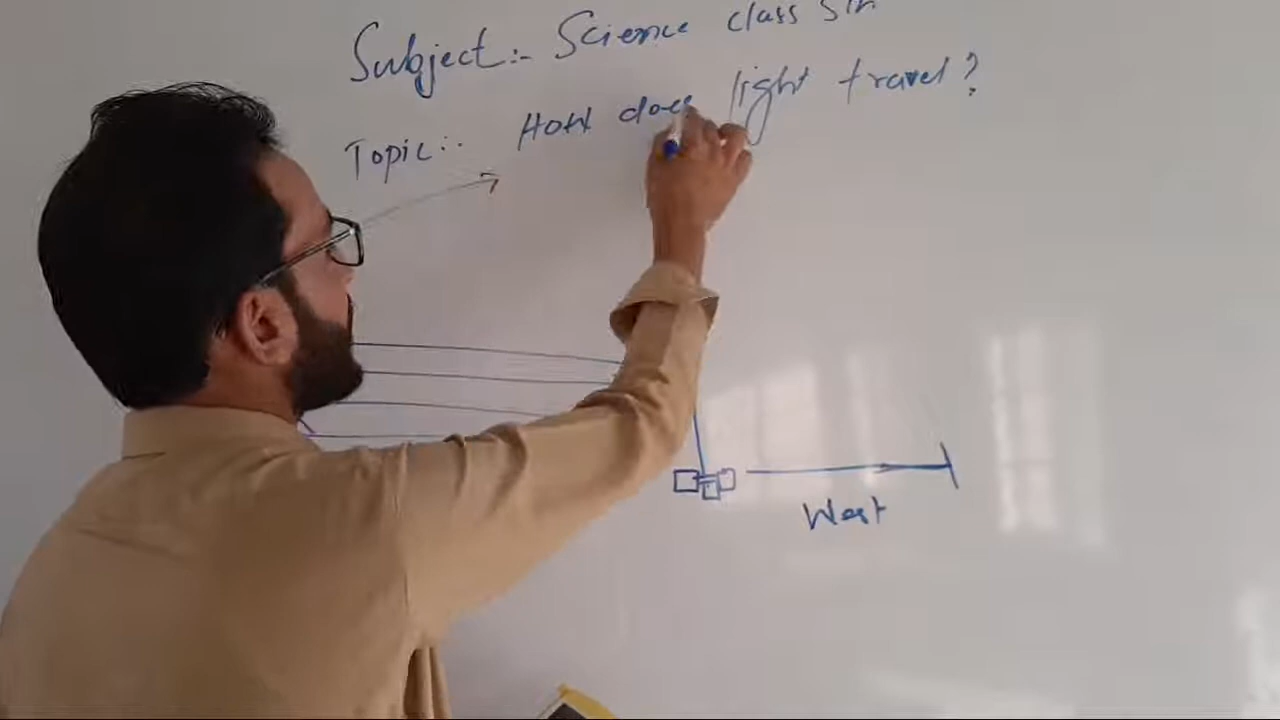 Subject:- Science class 5th
Topic:- How does light travel?
West